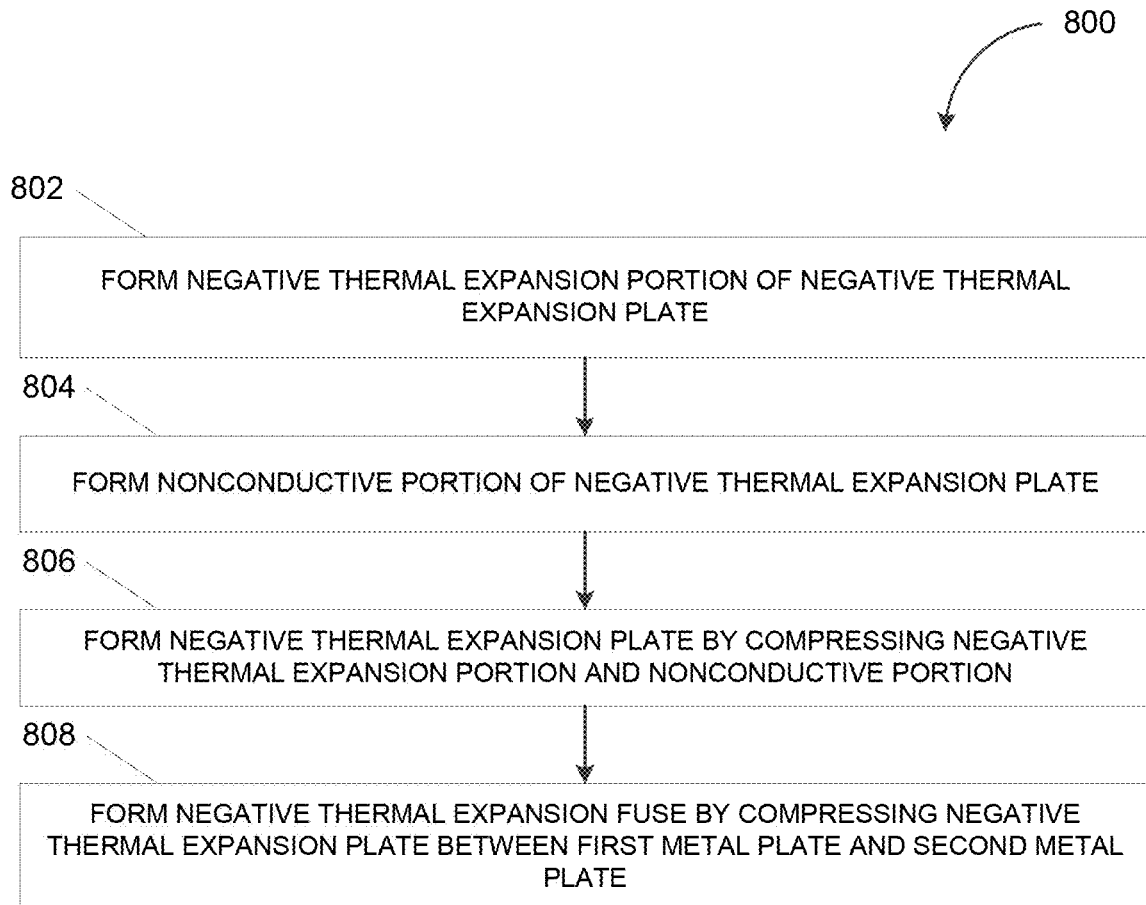 800
802
FORM NEGATIVE THERMAL EXPANSION PORTION OF NEGATIVE THERMAL
EXPANSION PLATE
804
FORM NONCONDUCTIVE PORTION OF NEGATIVE THERMAL EXPANSION PLATE
806
FORM NEGATIVE THERMAL EXPANSION PLATE BY COMPRESSING NEGATIVE
THERMAL EXPANSION PORTION AND NONCONDUCTIVE PORTION
808
FORM NEGATIVE THERMAL EXPANSION FUSE BY COMPRESSING NEGATIVE
THERMAL EXPANSION PLATE BETWEEN FIRST METAL PLATE AND SECOND METAL
PLATE